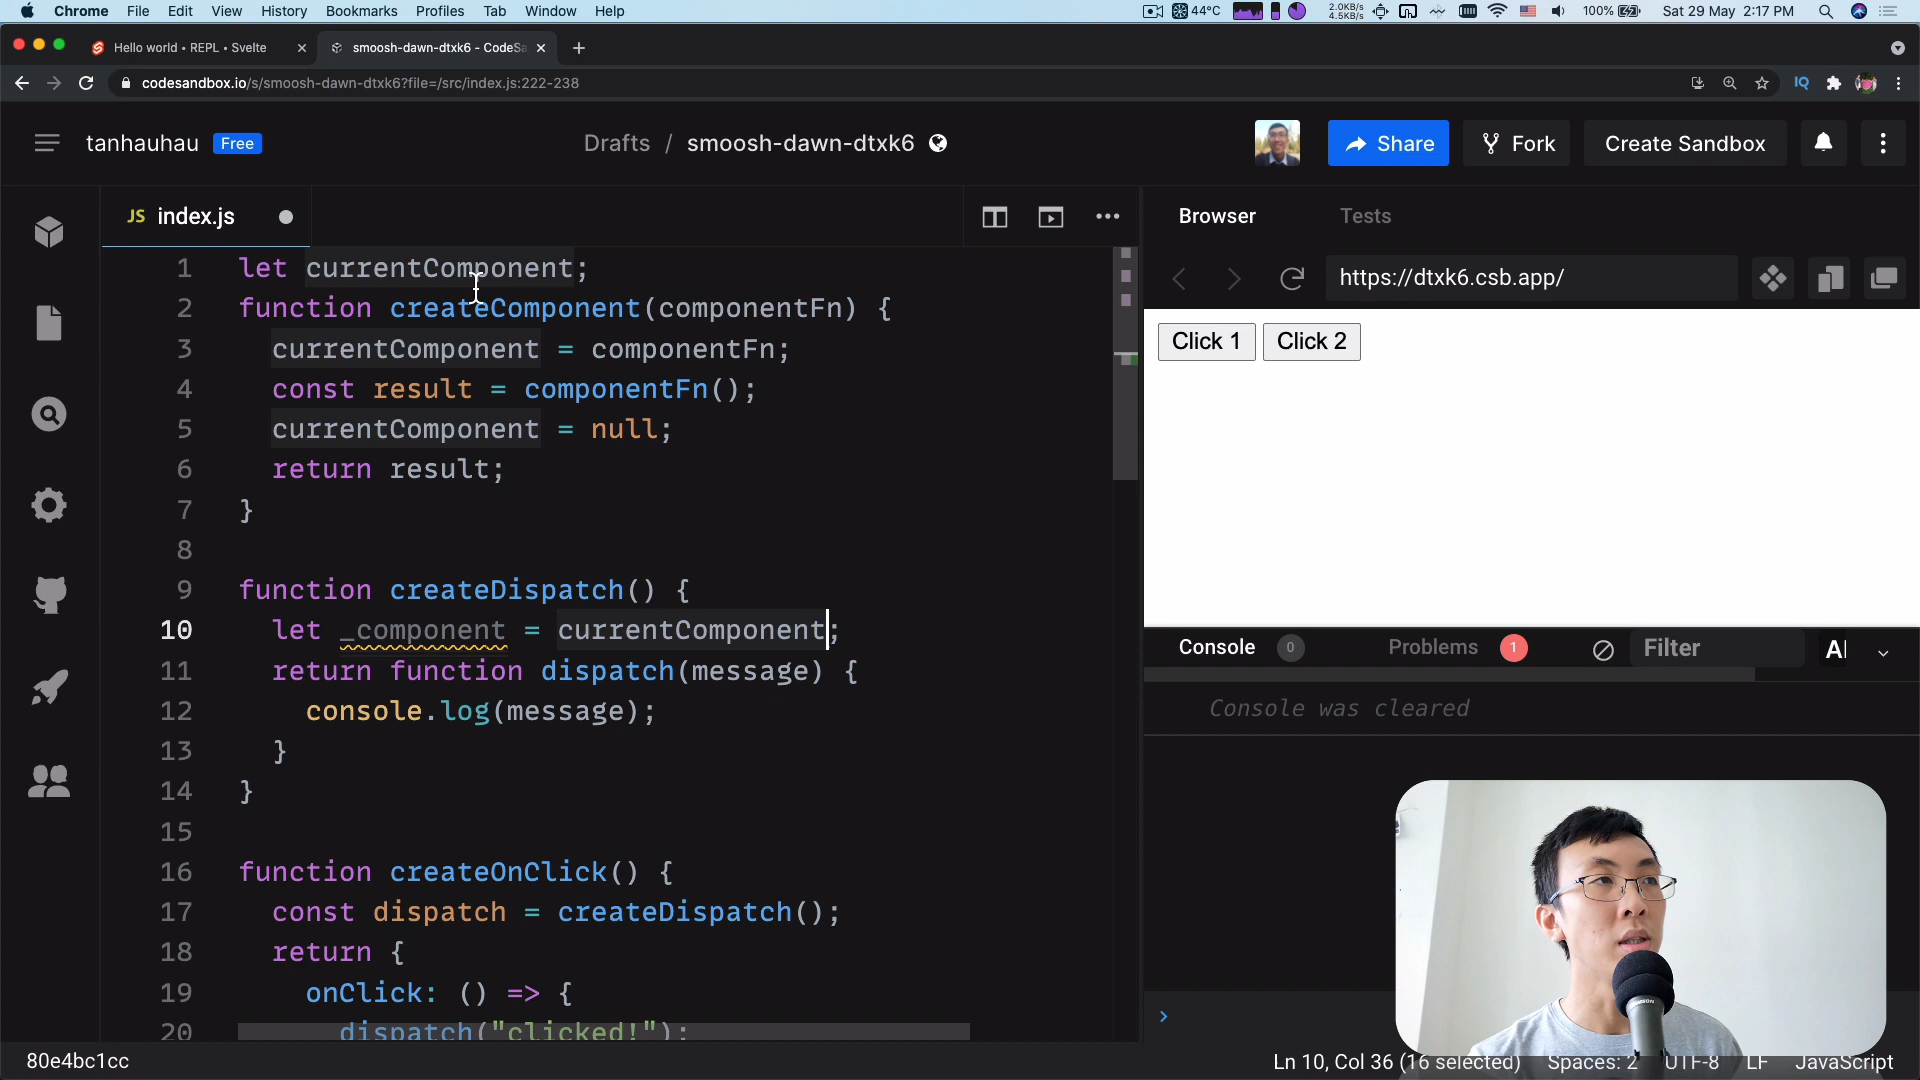 Chrome File Edit View History Bookmarks Profiles Tab Window Help
44°C 2.0KB/s 4.5KB/s 100% Sat 29 May 2:17 PM
Hello world • REPL • Svelte
smoosh-dawn-dtxk6 - CodeSa
codesandbox.io/s/smoosh-dawn-dtxk6?file=/src/index.js:222-238
IQ
tanhauhau Free
Drafts / smoosh-dawn-dtxk6
Share Fork Create Sandbox
JS index.js
1 let currentComponent;
2 function createComponent(componentFn) {
3 currentComponent = componentFn;
4 const result = componentFn();
5 currentComponent = null;
6 return result;
7 }
8
9 function createDispatch() {
10 let _component = currentComponent;
11 return function dispatch(message) {
12 console.log(message);
13 }
14 }
15
16 function createOnClick() {
17 const dispatch = createDispatch();
18 return {
19 onClick: () => {
20 dispatch("clicked!");
Browser Tests
https://dtxk6.csb.app/
Click 1 Click 2
Console 0 Problems 1 Filter
Console was cleared
80e4bc1cc
Ln 10, Col 36 (16 selected) Spaces: 2 UTF-8 LF JavaScript